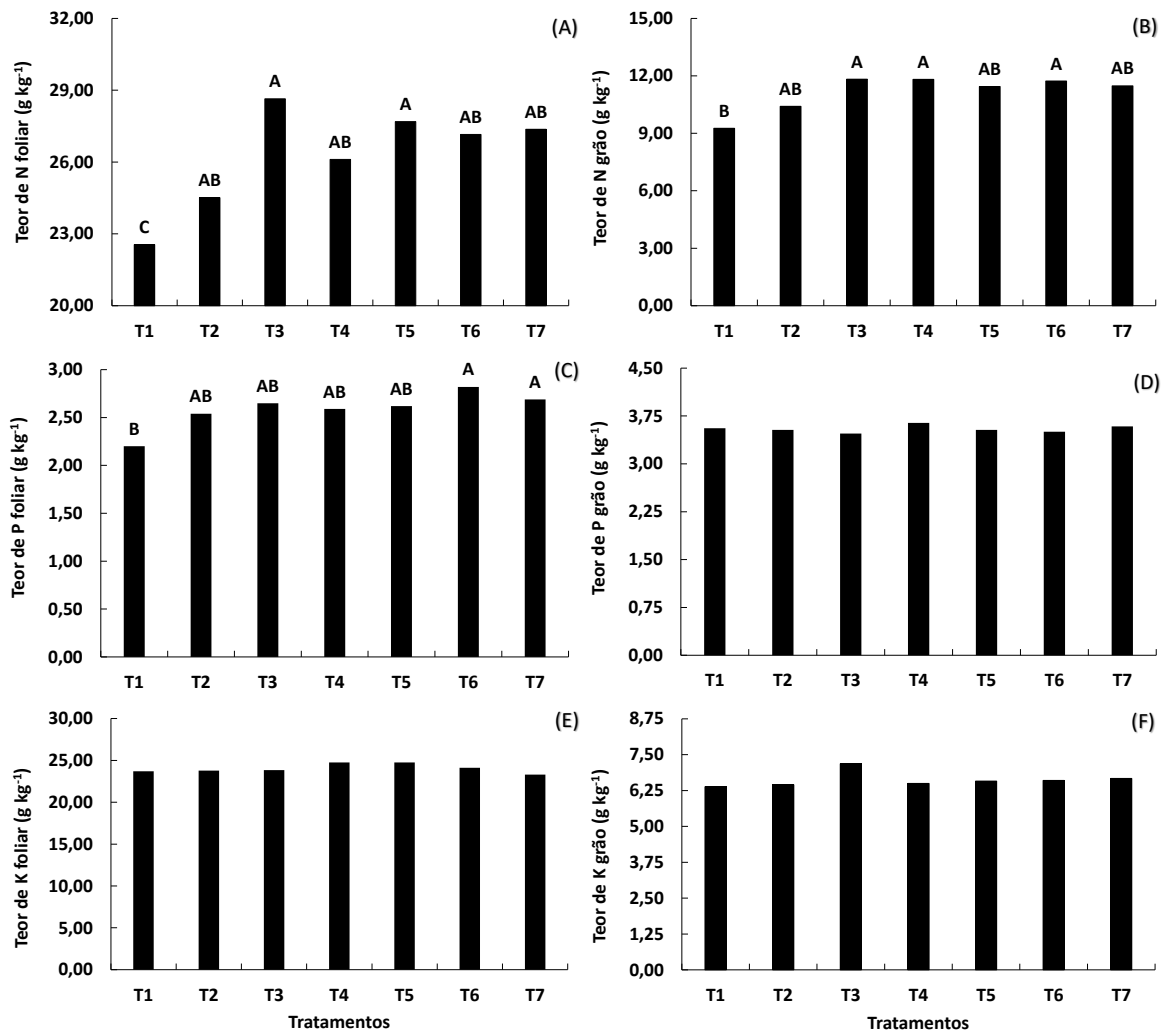 (A)
Teor de N foliar (g kg⁻¹)
32,00
29,00
26,00
23,00
20,00
C
AB
A
AB
A
AB
AB
T1 T2 T3 T4 T5 T6 T7
(B)
Teor de N grão (g kg⁻¹)
15,00
12,00
9,00
6,00
3,00
0,00
B
AB
A
A
AB
A
AB
T1 T2 T3 T4 T5 T6 T7
(C)
Teor de P foliar (g kg⁻¹)
3,00
2,50
2,00
1,50
1,00
0,50
0,00
B
AB
AB
AB
AB
A
A
T1 T2 T3 T4 T5 T6 T7
(D)
Teor de P grão (g kg⁻¹)
4,50
3,75
3,00
2,25
1,50
0,75
0,00
T1 T2 T3 T4 T5 T6 T7
(E)
Teor de K foliar (g kg⁻¹)
30,00
25,00
20,00
15,00
10,00
5,00
0,00
T1 T2 T3 T4 T5 T6 T7
Tratamentos
(F)
Teor de K grão (g kg⁻¹)
8,75
7,50
6,25
5,00
3,75
2,50
1,25
0,00
T1 T2 T3 T4 T5 T6 T7
Tratamentos